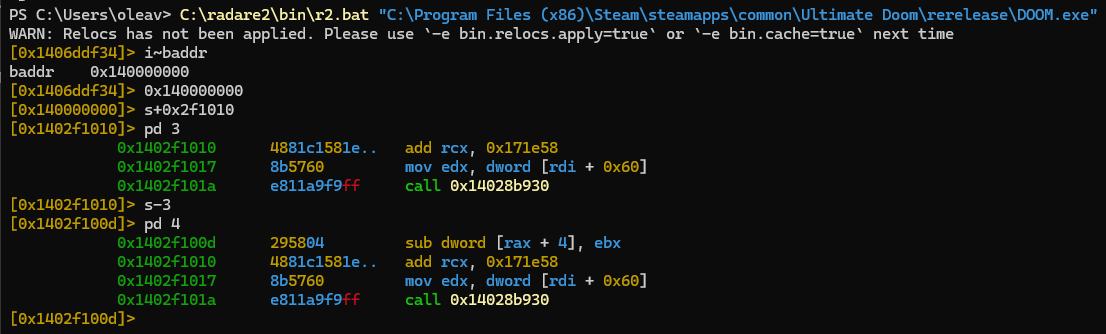 PS C:\Users\oleav> C:\radare2\bin\r2.bat "C:\Program Files (x86)\Steam\steamapps\common\Ultimate Doom\rerelease\DOOM.exe"
WARN: Relocs has not been applied. Please use `-e bin.relocs.apply=true` or `-e bin.cache=true` next time
[0x1406ddf34]> i~baddr
baddr    0x140000000
[0x1406ddf34]> 0x140000000
[0x140000000]> s+0x2f1010
[0x1402f1010]> pd 3
            0x1402f1010      4881c1581e..   add rcx, 0x171e58
            0x1402f1017      8b5760         mov edx, dword [rdi + 0x60]
            0x1402f101a      e811a9f9ff     call 0x14028b930
[0x1402f1010]> s-3
[0x1402f100d]> pd 4
            0x1402f100d      295804         sub dword [rax + 4], ebx
            0x1402f1010      4881c1581e..   add rcx, 0x171e58
            0x1402f1017      8b5760         mov edx, dword [rdi + 0x60]
            0x1402f101a      e811a9f9ff     call 0x14028b930
[0x1402f100d]>